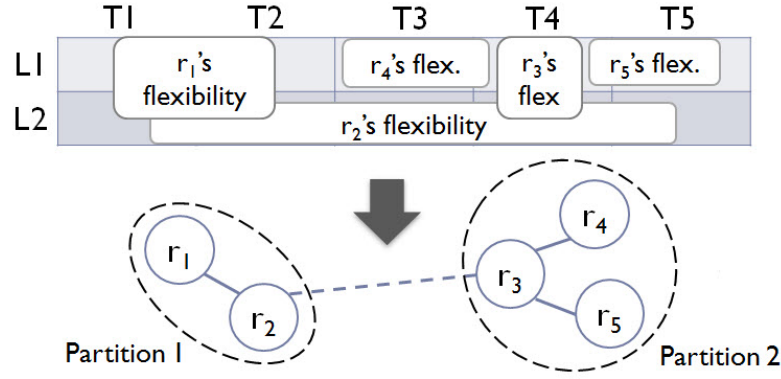 T1 T2 T3 T4 T5
L1
r1's
flexibility
r4's flex.
r3's
flex
r5's flex.
L2
r2's flexibility
r1
r2
r3
r4
r5
Partition 1
Partition 2